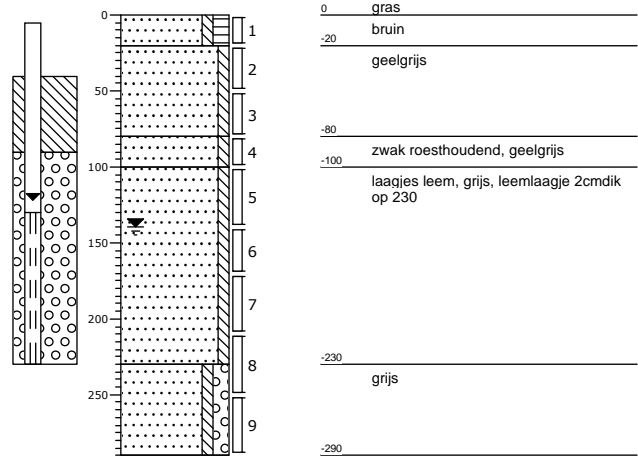 0
50
100
150
200
250
1
2
3
4
5
6
7
8
9
0 gras
bruin
-20
geelgrijs
-80
zwak roesthoudend, geelgrijs
-100
laagjes leem, grijs, leemlaagje 2cmdik
op 230
-230
grijs
-290